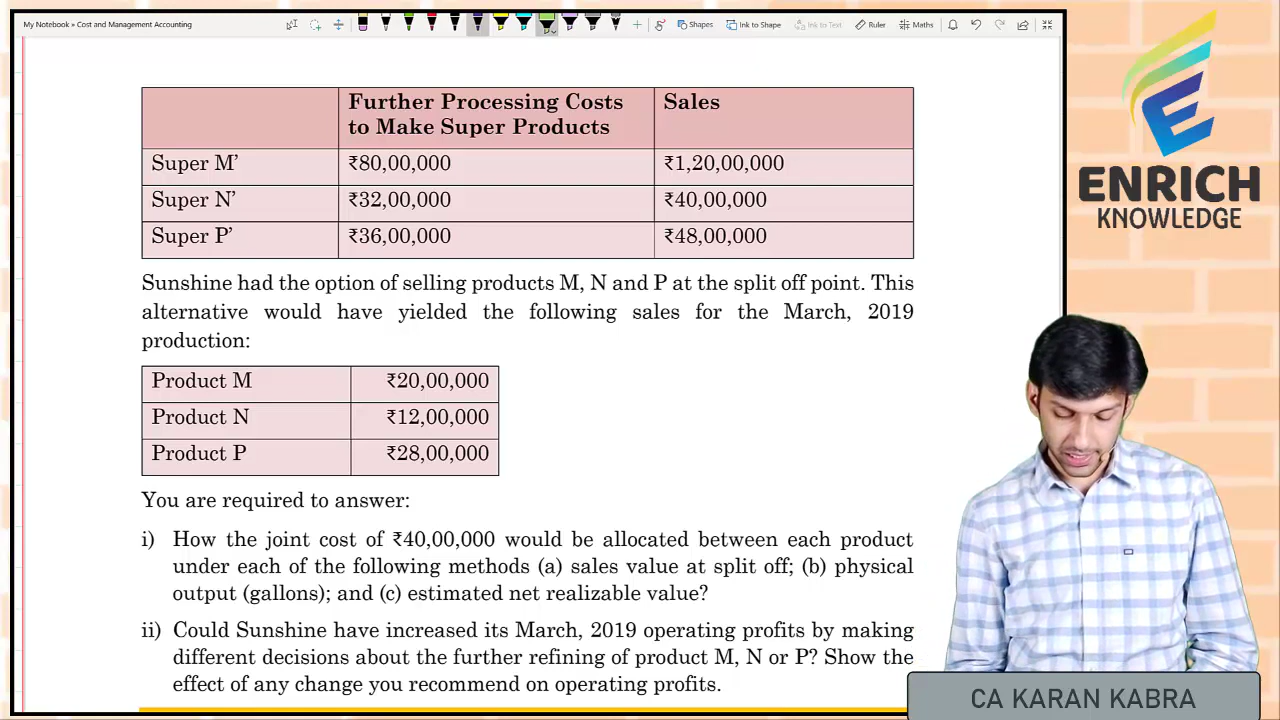 My Notebook » Cost and Management Accounting
Shapes
Ink to Shape
Ink to Text
Ruler
Maths
Further Processing Costs to Make Super Products
Sales
Super M’ ₹80,00,000 ₹1,20,00,000
Super N’ ₹32,00,000 ₹40,00,000
Super P’ ₹36,00,000 ₹48,00,000
Sunshine had the option of selling products M, N and P at the split off point. This
alternative would have yielded the following sales for the March, 2019
production:
Product M ₹20,00,000
Product N ₹12,00,000
Product P ₹28,00,000
You are required to answer:
i) How the joint cost of ₹40,00,000 would be allocated between each product
under each of the following methods (a) sales value at split off; (b) physical
output (gallons); and (c) estimated net realizable value?
ii) Could Sunshine have increased its March, 2019 operating profits by making
different decisions about the further refining of product M, N or P? Show the
effect of any change you recommend on operating profits.
ENRICH
KNOWLEDGE
CA KARAN KABRA